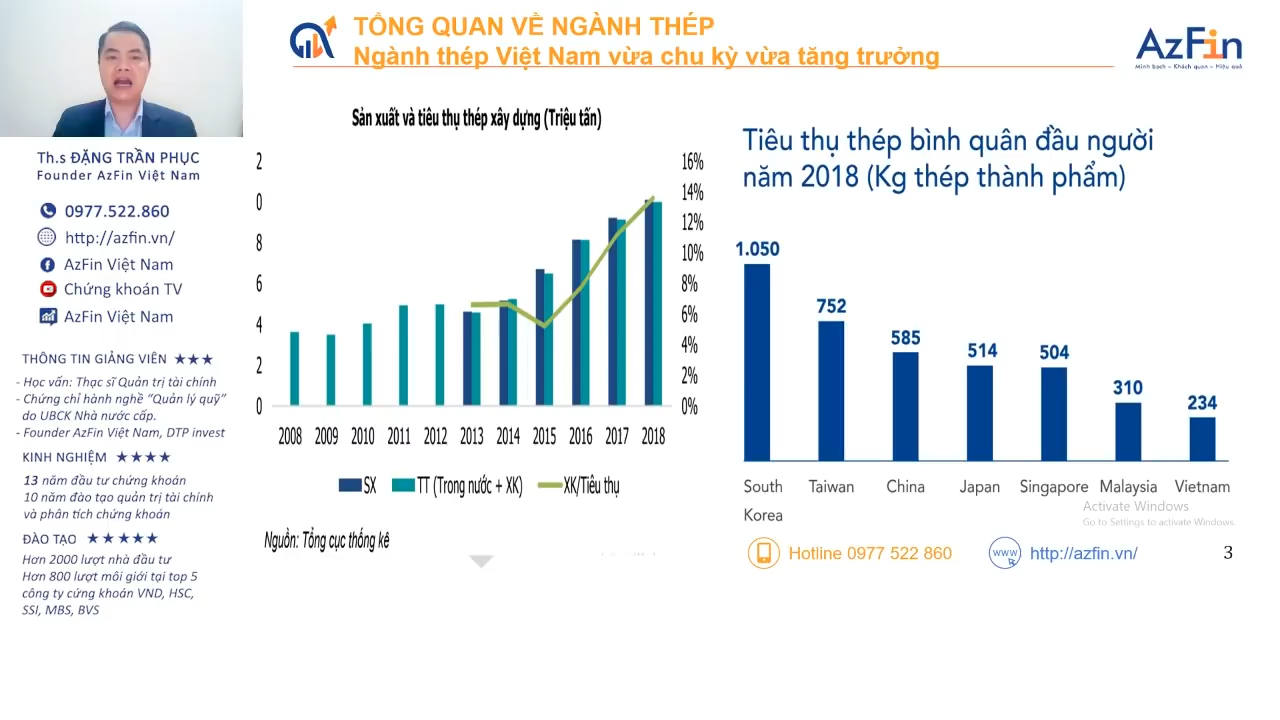 TỔNG QUAN VỀ NGÀNH THÉP
Ngành thép Việt Nam vừa chu kỳ vừa tăng trưởng
AzFin
Minh bạch – Khách quan – Hiệu quả
Th.s ĐẶNG TRẦN PHỤC
Founder AzFin Việt Nam
0977.522.860
http://azfin.vn/
AzFin Việt Nam
Chứng khoán TV
AzFin Việt Nam
THÔNG TIN GIẢNG VIÊN ★★★
- Học vấn: Thạc sĩ Quản trị tài chính
- Chứng chỉ hành nghề “Quản lý quỹ”
do UBCK Nhà nước cấp.
- Founder AzFin Việt Nam, DTP invest
KINH NGHIỆM ★★★★
13 năm đầu tư chứng khoán
10 năm đào tạo quản trị tài chính
và phân tích chứng khoán
ĐÀO TẠO ★★★★★
Hơn 2000 lượt nhà đầu tư
Hơn 800 lượt môi giới tại top 5
công ty cứng khoán VND, HSC,
SSI, MBS, BVS
Sản xuất và tiêu thụ thép xây dựng (Triệu tấn)
2 16%
14%
0
12%
8 10%
6 8%
6%
4
4%
2
2%
0 0%
2008 2009 2010 2011 2012 2013 2014 2015 2016 2017 2018
SX TT (Trong nước + XK) XK/Tiêu thụ
Nguồn: Tổng cục thống kê
Tiêu thụ thép bình quân đầu người
năm 2018 (Kg thép thành phẩm)
1.050 752 585 514 504 310 234
South Korea Taiwan China Japan Singapore Malaysia Vietnam
Activate Windows
Go to Settings to activate Windows.
Hotline 0977 522 860 www http://azfin.vn/ 3